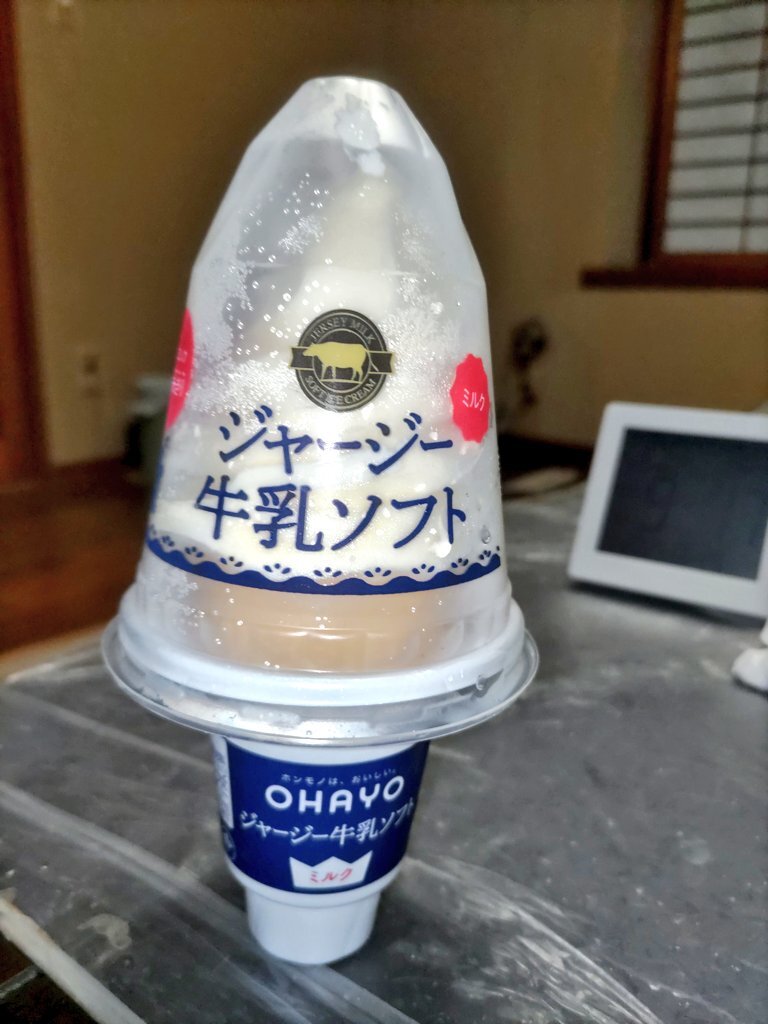 JERSEY MILK
SOFT ICE CREAM
ミルク
ジャージー
牛乳ソフト
ホンモノは、おいしい。
OHAYO
ジャージー牛乳ソフト
ミルク